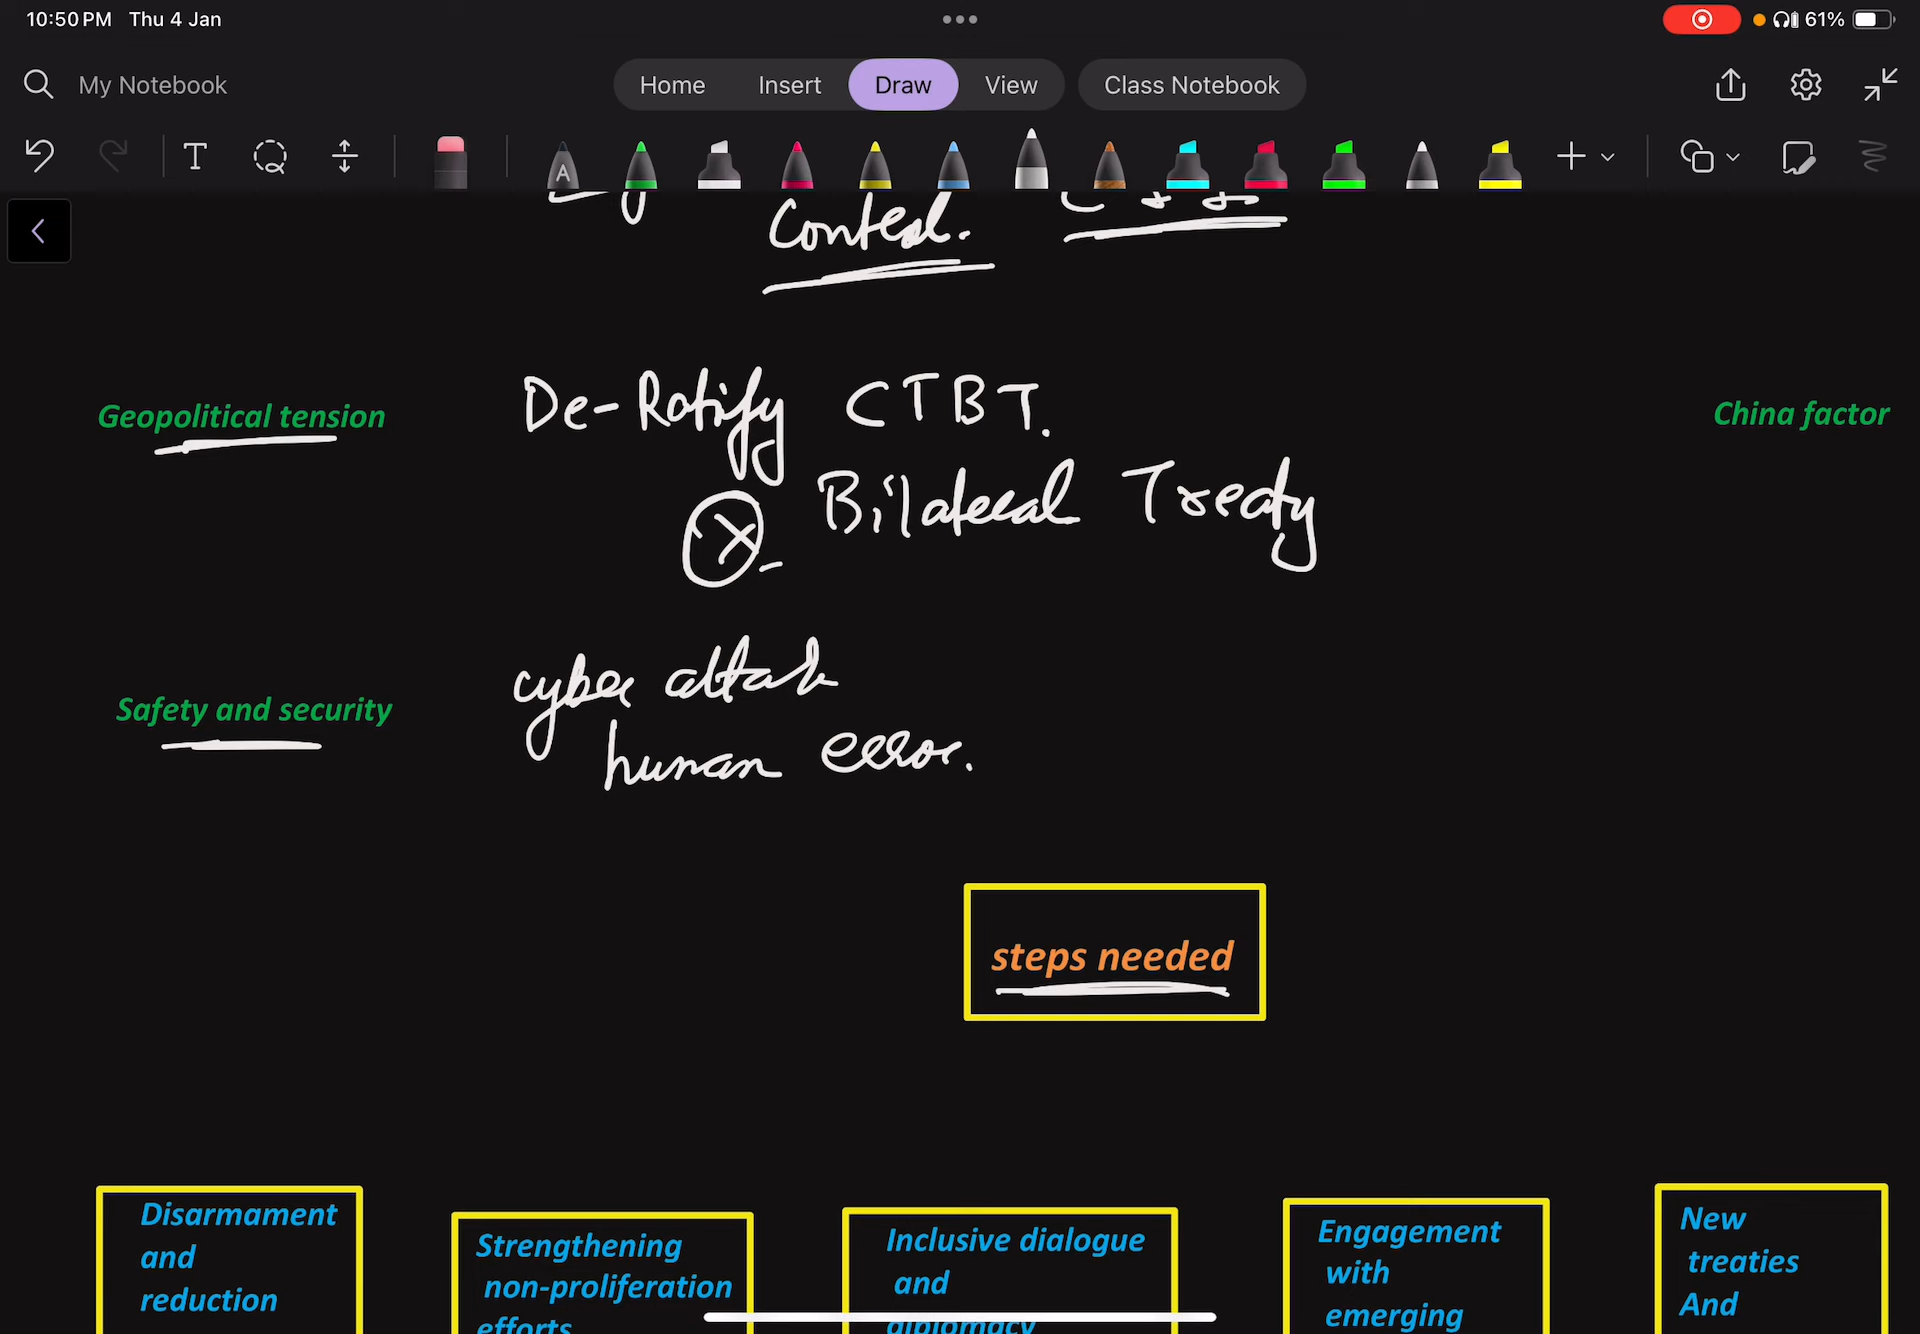 10:50 PM Thu 4 Jan
61%
My Notebook
Home Insert Draw View Class Notebook
T
A
Geopolitical tension
De-Ratify CTBT.
China factor
Bilateral Treaty
X
Safety and security
cyber attack
human error.
steps needed
Disarmament
and
reduction
Strengthening
non-proliferation
efforts
Inclusive dialogue
and
diplomacy
Engagement
with
emerging
New
treaties
And